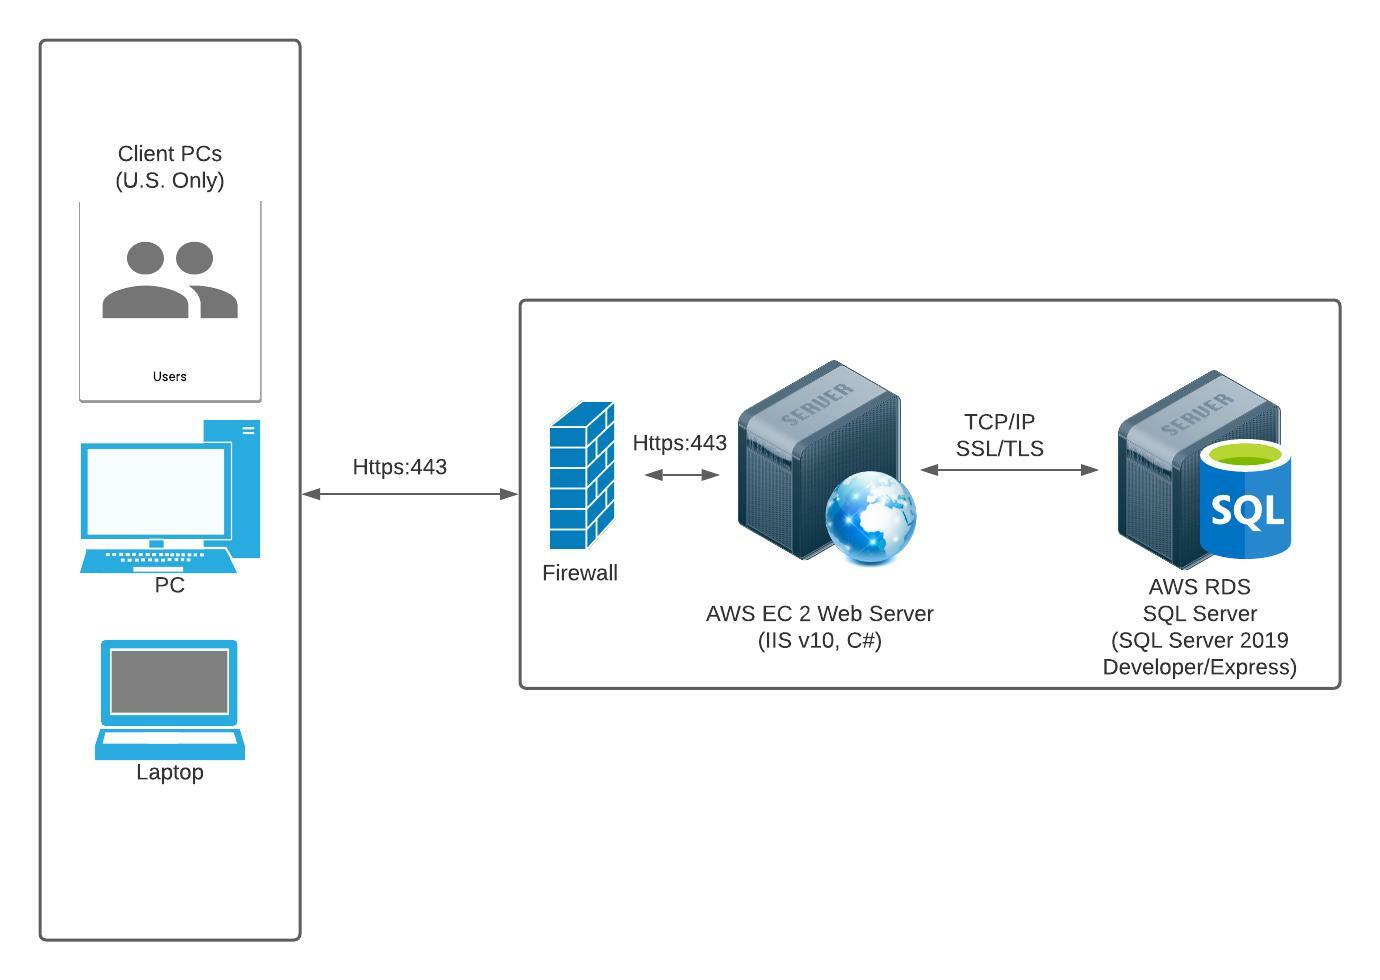 Client PCs
(U.S. Only)
Users
PC
Laptop
Https:443
Firewall
Https:443
SERVER
AWS EC 2 Web Server
(IIS v10, C#)
TCP/IP
SSL/TLS
SERVER
SQL
AWS RDS
SQL Server
(SQL Server 2019
Developer/Express)